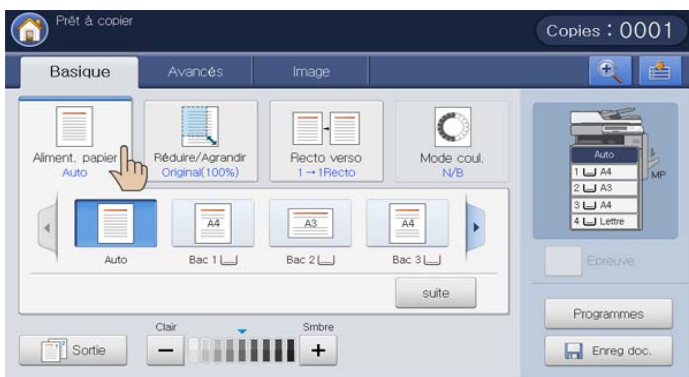 Prêt à copier
Copies : 0001
Basique
Avancés
Image
Aliment. papier
Auto
Réduire/Agrandir
Original(100%)
Recto verso
1→1Recto
Mode coul.
N/B
Auto
A4
Bac 1
A3
Bac 2
A4
Bac 3
suite
Sortie
Clair
Smbre
Auto
1 A4
2 A3
3 A4
4 Lettre
MP
Epreuve
Programmes
Enreg doc.